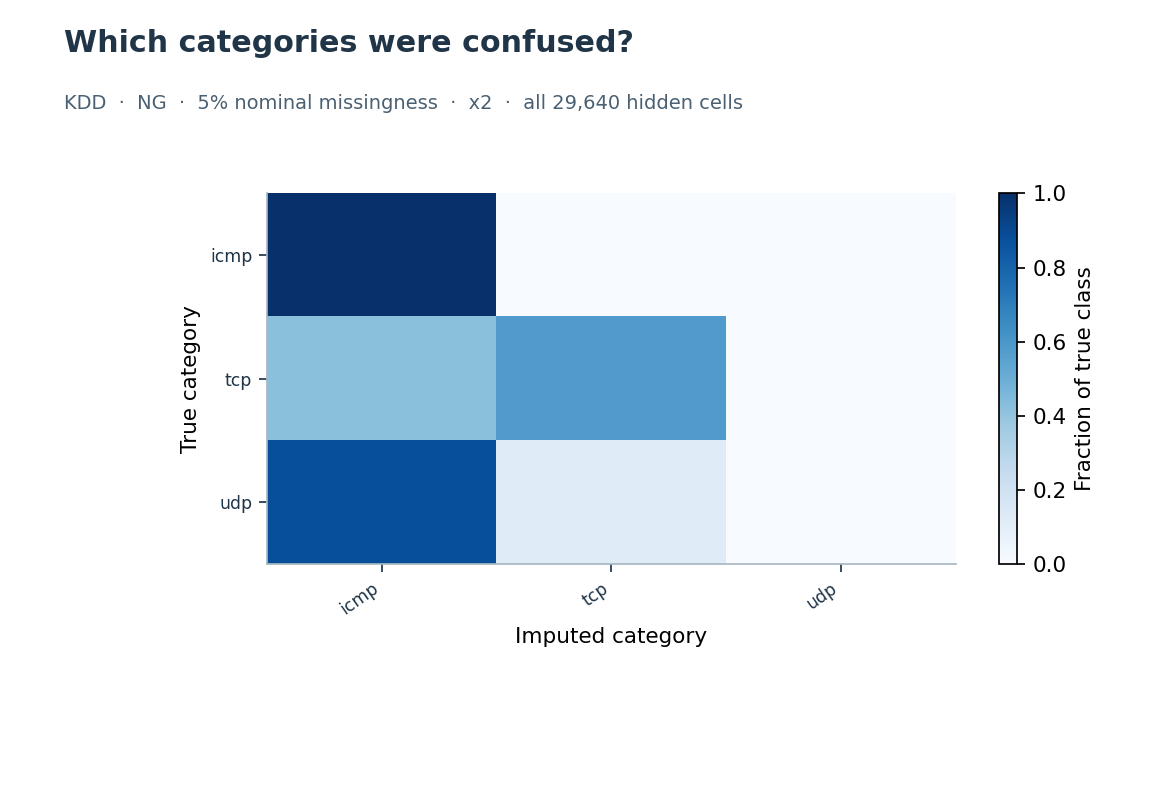 Which categories were confused?
KDD · NG · 5% nominal missingness · x2 · all 29,640 hidden cells
True category
icmp
tcp
udp
icmp
tcp
udp
Imputed category
1.0
0.8
0.6
0.4
0.2
0.0
Fraction of true class